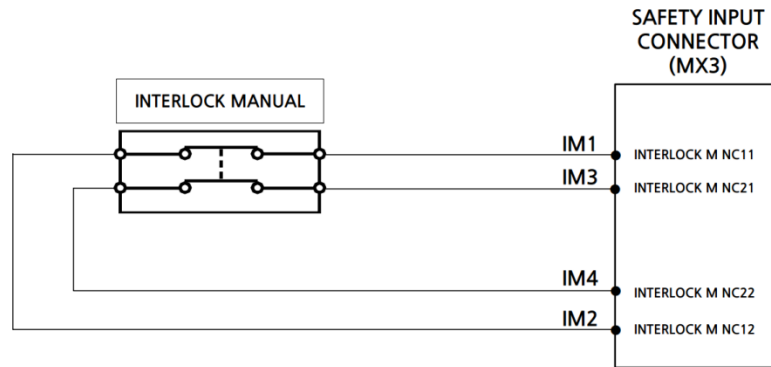 SAFETY INPUT
CONNECTOR
(MX3)
INTERLOCK MANUAL
IM1
INTERLOCK M NC11
IM3
INTERLOCK M NC21
IM4
INTERLOCK M NC22
IM2
INTERLOCK M NC12